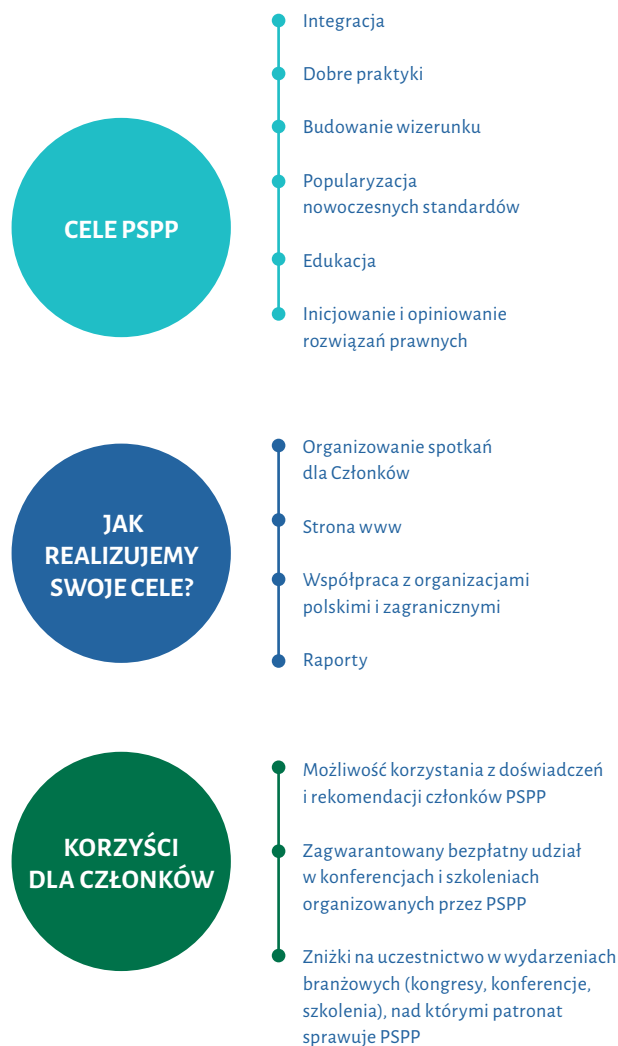 CELE PSPP
Integracja
Dobre praktyki
Budowanie wizerunku
Popularyzacja
nowoczesnych standardów
Edukacja
Inicjowanie i opiniowanie
rozwiązań prawnych
JAK
REALIZUJEMY
SWOJE CELE?
Organizowanie spotkań
dla Członków
Strona www
Współpraca z organizacjami
polskimi i zagranicznymi
Raporty
KORZYŚCI
DLA CZŁONKÓW
Możliwość korzystania z doświadczeń
i rekomendacji członków PSPP
Zagwarantowany bezpłatny udział
w konferencjach i szkoleniach
organizowanych przez PSPP
Zniżki na uczestnictwo w wydarzeniach
branżowych (kongresy, konferencje,
szkolenia), nad którymi patronat
sprawuje PSPP